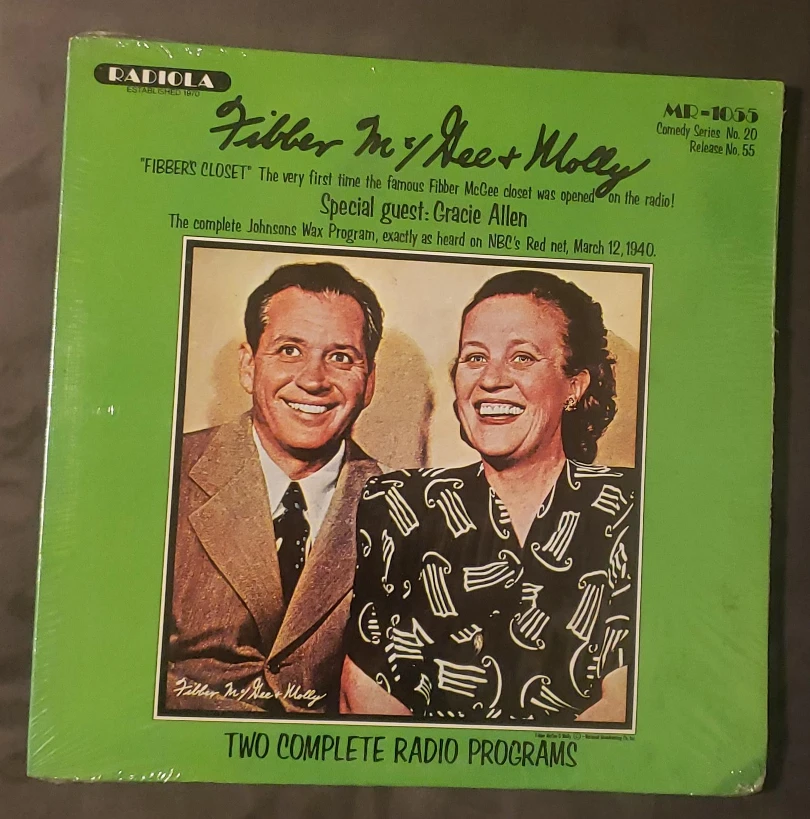 RADIOLA
ESTABLISHED 1970
MR-1055
Comedy Series No. 20
Release No. 55
Fibber McGee & Molly
"FIBBER'S CLOSET" The very first time the famous Fibber McGee closet was opened on the radio!
Special guest: Gracie Allen
The complete Johnsons Wax Program, exactly as heard on NBC's Red net, March 12, 1940.
Fibber McGee & Molly
TWO COMPLETE RADIO PROGRAMS